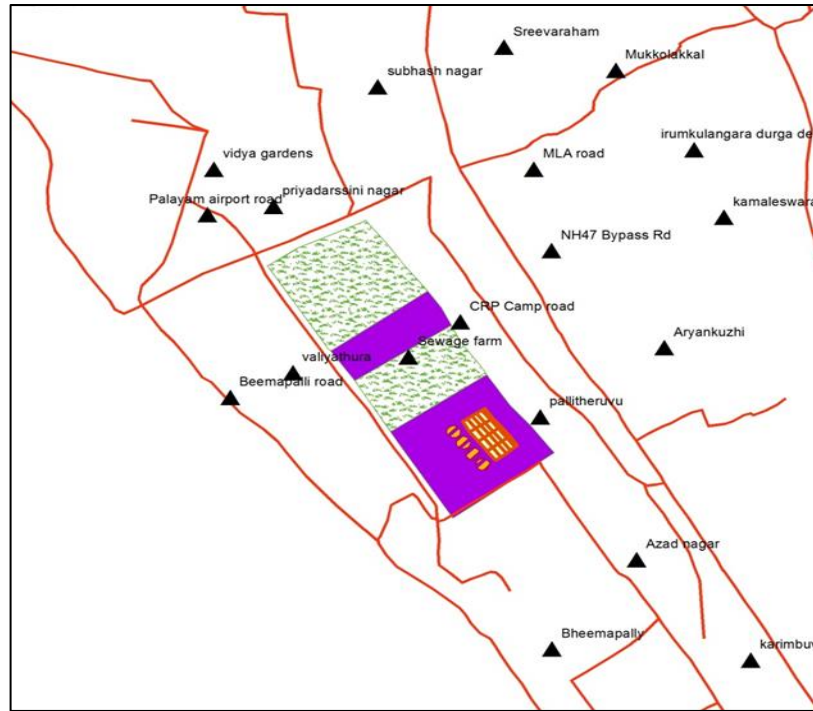 Sreevaraham
Mukkolakkal
subhash nagar
irumkulangara durga de
vidya gardens
MLA road
priyadarssini nagar
Palayam airport road
kamaleswara
NH47 Bypass Rd
CRP Camp road
Sewage farm
Aryankuzhi
valiyathura
Beemapalli road
pallitheruvu
Azad nagar
Bheemapally
karimbuv